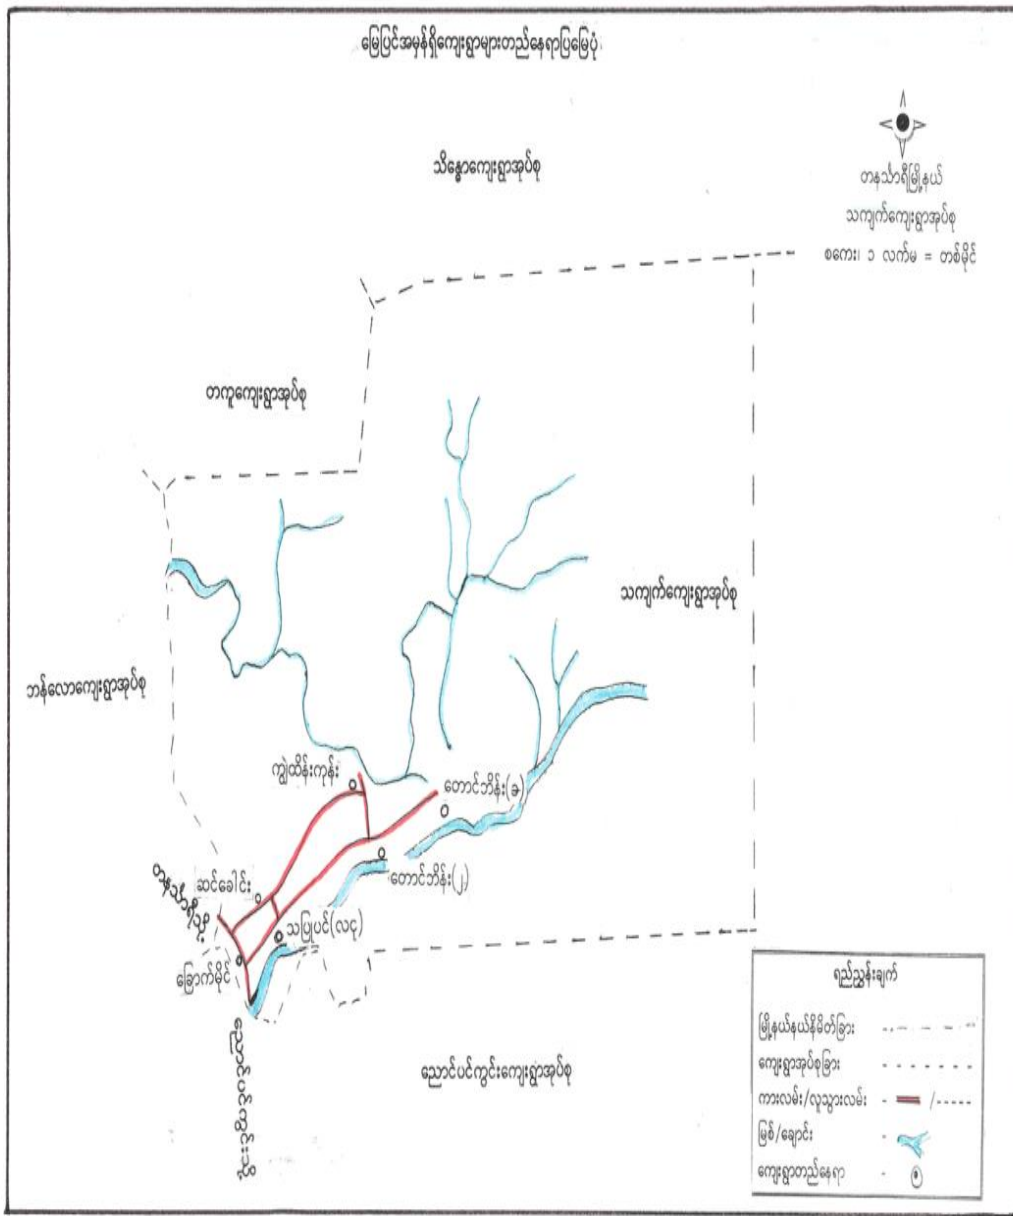 မြေပြင်အမှန်ရှိကျေးရွာများတည်နေရာပြမြေပုံ
သိန္ဓောကျေးရွာအုပ်စု
တနင်္သာရီမြို့နယ်
သကျက်ကျေးရွာအုပ်စု
စကေး၊ ၁ လက်မ = တစ်မိုင်
တကူကျေးရွာအုပ်စု
သကျက်ကျေးရွာအုပ်စု
ဘန်လောကျေးရွာအုပ်စု
ကျွဲထိန်းကုန်း
တောင်ဘိန်း(ခ)
တောင်ဘိန်း(၂)
ဆင်ခေါင်း
သပြုပင်(လငု)
ခြောက်မိုင်
ညောင်ပင်ကွင်းကျေးရွာအုပ်စု
ရည်ညွှန်းချက်
မြို့နယ်နယ်နိမိတ်ခြား
ကျေးရွာအုပ်စုခြား
ကားလမ်း/လူသွားလမ်း - /-----
မြစ်/ချောင်း -
ကျေးရွာတည်နေရာ -